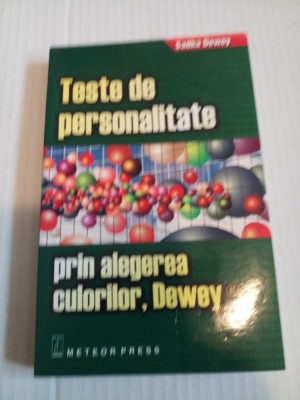 Sadka Dewey
Teste de
personalitate
prin alegerea
culorilor, Dewey
METEOR PRESS